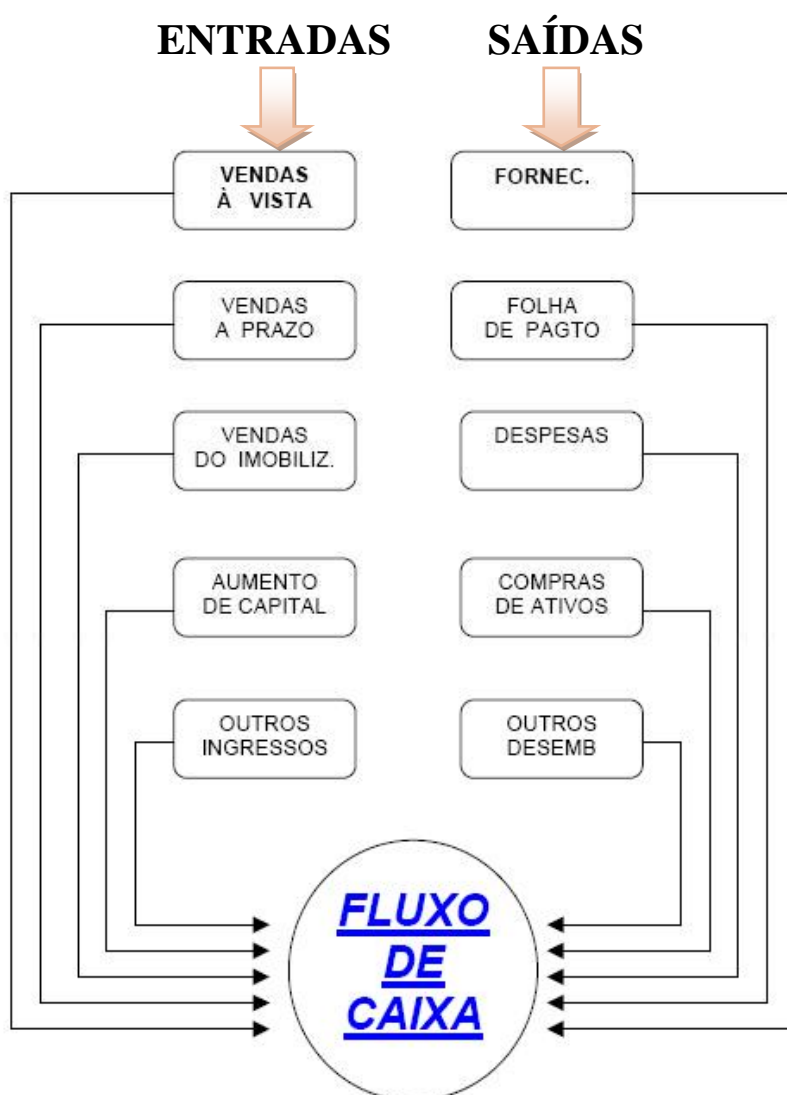 ENTRADAS
SAÍDAS
VENDAS
À VISTA
FORNEC.
VENDAS
A PRAZO
FOLHA
DE PAGTO
VENDAS
DO IMOBILIZ.
DESPESAS
AUMENTO
DE CAPITAL
COMPRAS
DE ATIVOS
OUTROS
INGRESSOS
OUTROS
DESEMB
FLUXO
DE
CAIXA